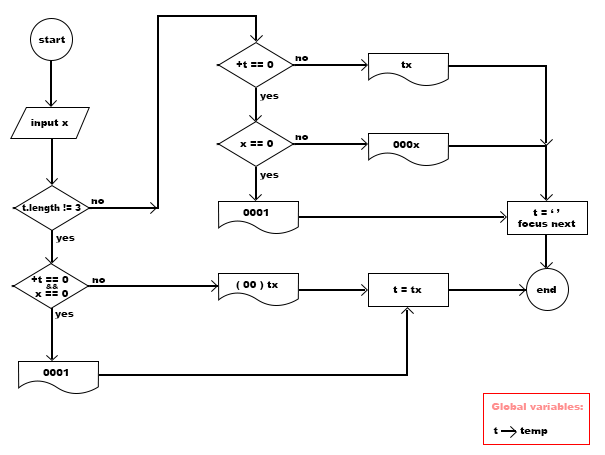 start
input x
t.length != 3
no
yes
+t == 0
&&
x == 0
no
yes
0001
+t == 0
no
yes
tx
x == 0
no
yes
000x
0001
t = ‘ ’
focus next
( 00 ) tx
t = tx
end
Global variables:
t → temp